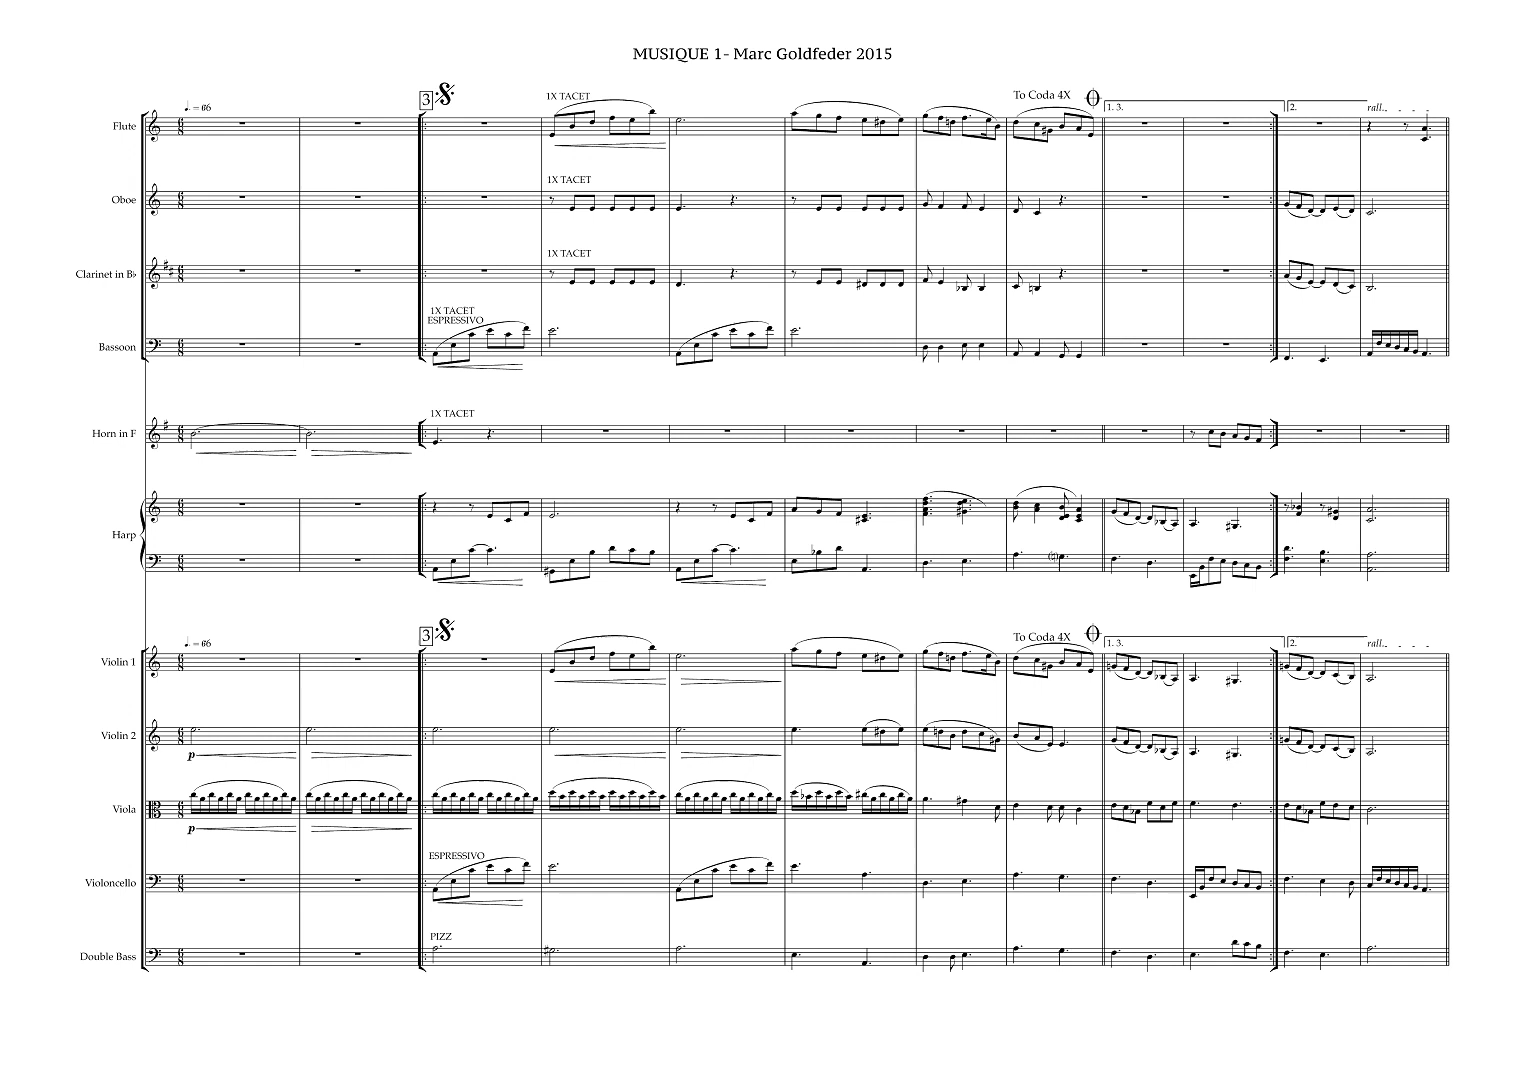 MUSIQUE 1- Marc Goldfeder 2015
♩. = 66
3
1X TACET
To Coda 4X
1. 3.
2.
rall.
Flute
1X TACET
Oboe
1X TACET
Clarinet in B♭
1X TACET
ESPRESSIVO
Bassoon
1X TACET
Horn in F
Harp
♩. = 66
3
To Coda 4X
1. 3.
2.
rall.
Violin 1
Violin 2
p
Viola
p
ESPRESSIVO
Violoncello
PIZZ
Double Bass